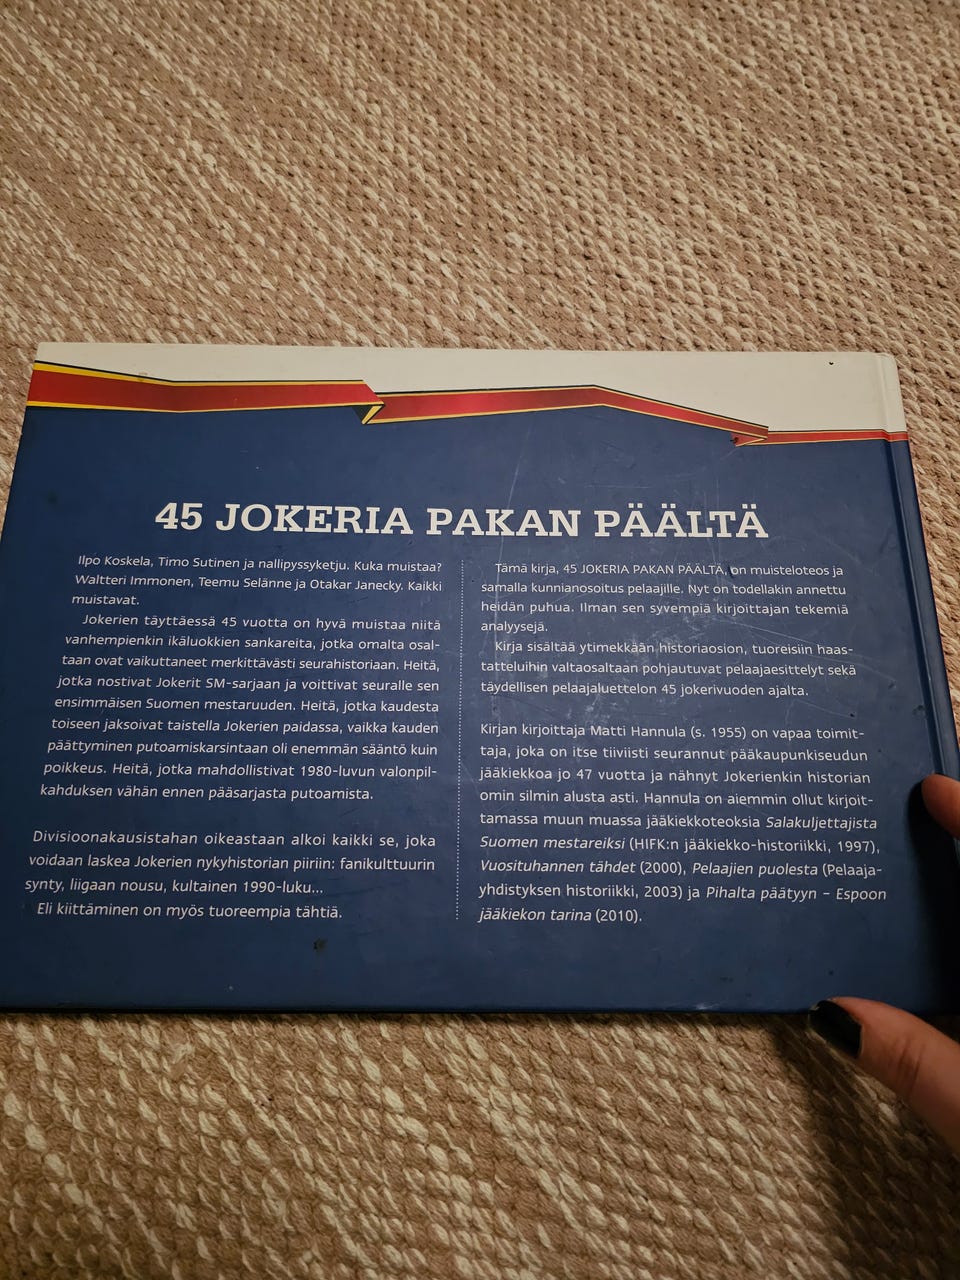 45 JOKERIA PAKAN PÄÄLTÄ
Ilpo Koskela, Timo Sutinen ja nallipyssyketju. Kuka muistaa?
Waltteri Immonen, Teemu Selänne ja Otakar Janecky. Kaikki
muistavat.
Jokerien täyttäessä 45 vuotta on hyvä muistaa niitä
vanhempienkin ikäluokkien sankareita, jotka omalta osal-
taan ovat vaikuttaneet merkittävästi seurahistoriaan. Heitä,
jotka nostivat Jokerit SM-sarjaan ja voittivat seuralle sen
ensimmäisen Suomen mestaruuden. Heitä, jotka kaudesta
toiseen jaksoivat taistella Jokerien paidassa, vaikka kauden
päättyminen putoamiskarsintaan oli enemmän sääntö kuin
poikkeus. Heitä, jotka mahdollistivat 1980-luvun valonpil-
kahduksen vähän ennen pääsarjasta putoamista.
Divisioonakausistahan oikeastaan alkoi kaikki se, joka
voidaan laskea Jokerien nykyhistorian piiriin: fanikulttuurin
synty, liigaan nousu, kultainen 1990-luku...
Eli kiittäminen on myös tuoreempia tähtiä.
Tämä kirja, 45 JOKERIA PAKAN PÄÄLTÄ, on muisteloteos ja
samalla kunnianosoitus pelaajille. Nyt on todellakin annettu
heidän puhua. Ilman sen syvempiä kirjoittajan tekemiä
analyysejä.
Kirja sisältää ytimekkään historiaosion, tuoreisiin haas-
tatteluihin valtaosaltaan pohjautuvat pelaajaesittelyt sekä
täydellisen pelaajaluettelon 45 jokerivuoden ajalta.
Kirjan kirjoittaja Matti Hannula (s. 1955) on vapaa toimit-
taja, joka on itse tiiviisti seurannut pääkaupunkiseudun
jääkiekkoa jo 47 vuotta ja nähnyt Jokerienkin historian
omin silmin alusta asti. Hannula on aiemmin ollut kirjoit-
tamassa muun muassa jääkiekkoteoksia Salakuljettajista
Suomen mestareiksi (HIFK:n jääkiekko-historiikki, 1997),
Vuosituhannen tähdet (2000), Pelaajien puolesta (Pelaaja-
yhdistyksen historiikki, 2003) ja Pihalta päätyyn – Espoon
jääkiekon tarina (2010).